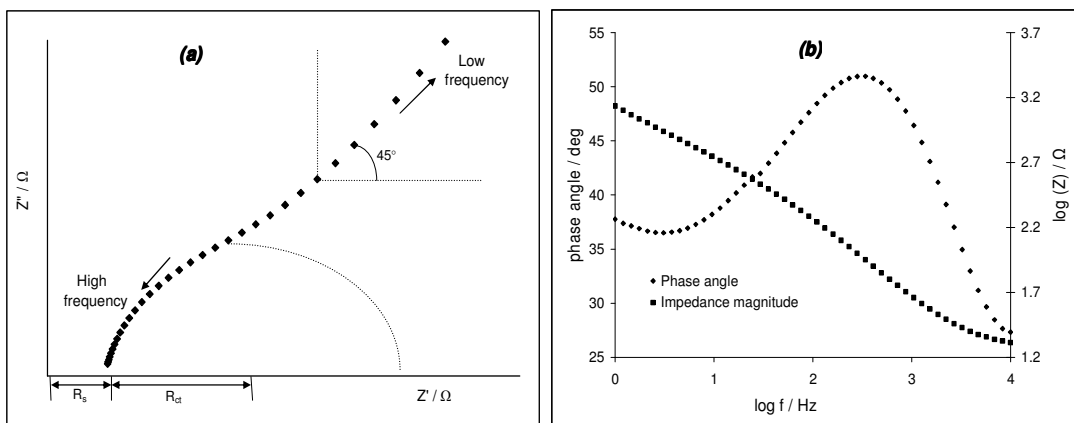 (a)
Low
frequency
45°
Z" / Ω
High
frequency
R_s
R_ct
Z' / Ω
(b)
55
50
45
40
35
30
25
phase angle / deg
3.7
3.2
2.7
2.2
1.7
1.2
log (Z) / Ω
Phase angle
Impedance magnitude
0
1
2
3
4
log f / Hz